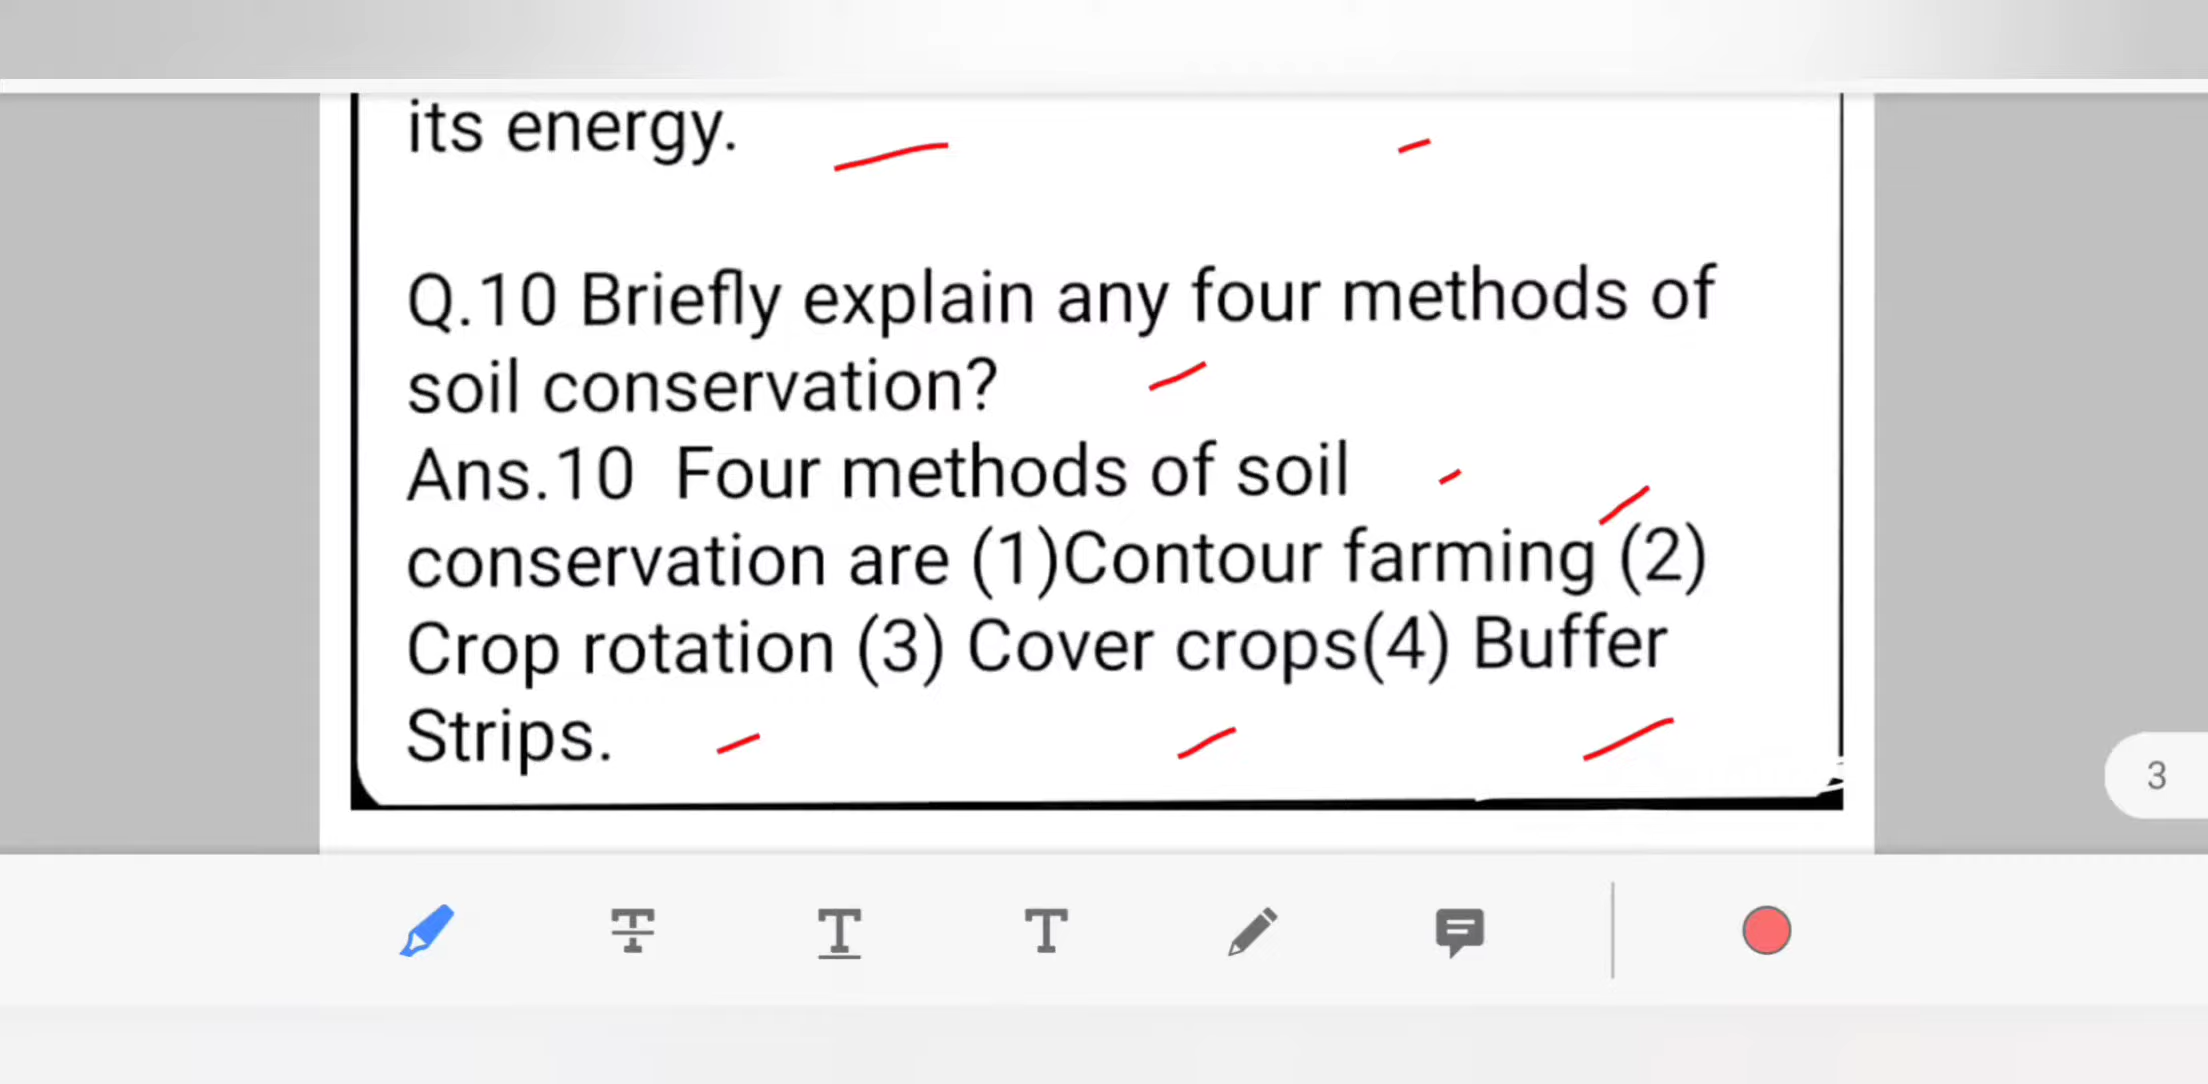 its energy.
Q.10 Briefly explain any four methods of
soil conservation?
Ans.10 Four methods of soil
conservation are (1)Contour farming (2)
Crop rotation (3) Cover crops(4) Buffer
Strips.
3
T
T
T